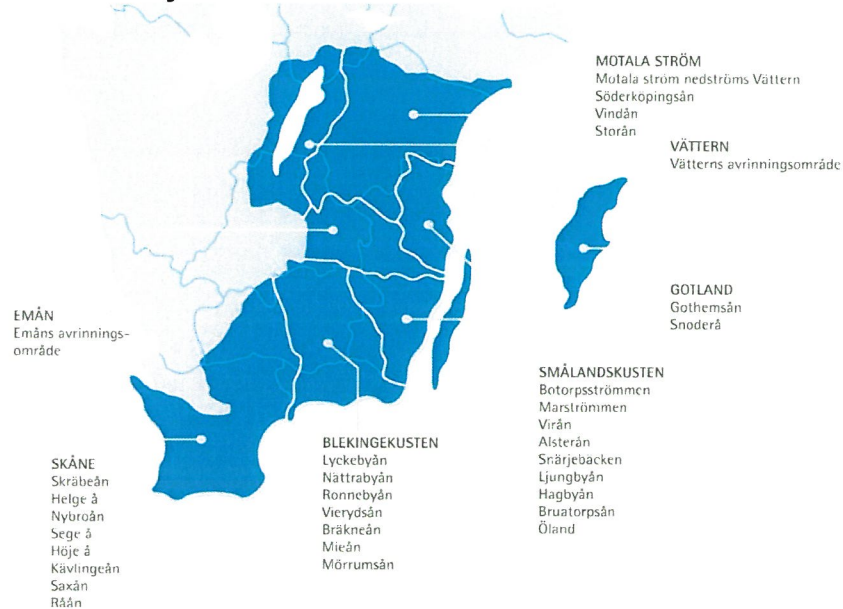 MOTALA STRÖM
Motala ström nedströms Vättern
Söderköpingsån
Vindån
Storån
VÄTTERN
Vätterns avrinningsområde
GOTLAND
Gothemsån
Snoderå
EMÅN
Emåns avrinnings-
område
SMÅLANDSKUSTEN
Botorpsströmmen
Marströmmen
Virån
Alsterån
Snärjebäcken
Ljungbyån
Hagbyån
Bruatorpsån
Öland
BLEKINGEKUSTEN
Lyckebyån
Nättrabyån
Ronnebyån
Vierydsån
Bräkneån
Mieån
Mörrumsån
SKÅNE
Skräbeån
Helge å
Nybroån
Sege å
Höje å
Kävlingeån
Saxån
Råån